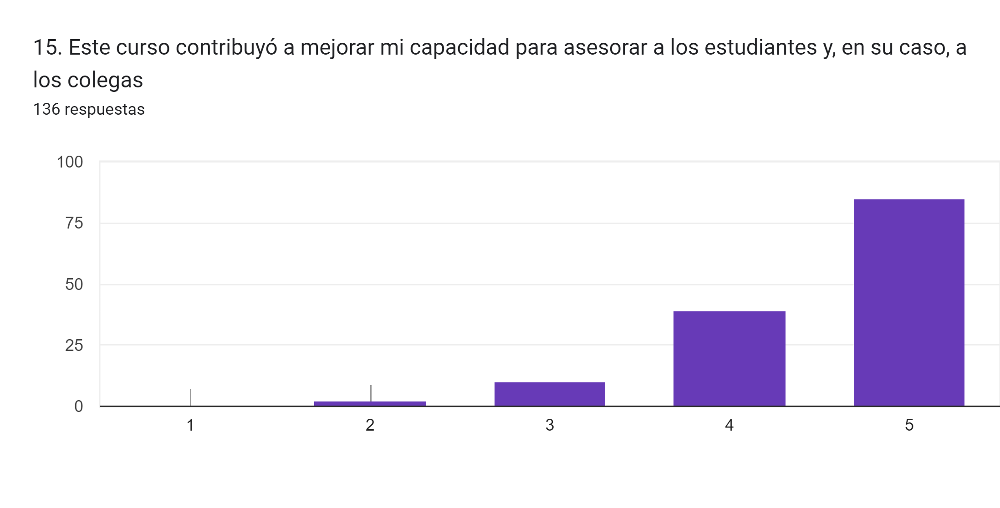 15. Este curso contribuyó a mejorar mi capacidad para asesorar a los estudiantes y, en su caso, a
los colegas
136 respuestas
100
75
50
25
0
1 2 3 4 5